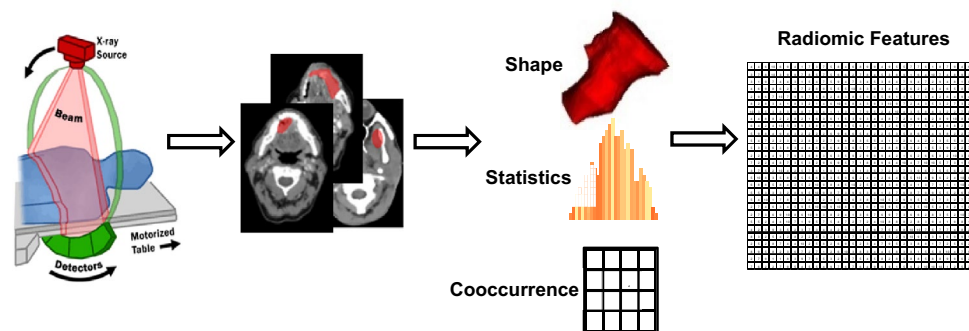 X-ray
Source
Beam
Motorized
Table
Detectors
Shape
Statistics
Cooccurrence
Radiomic Features